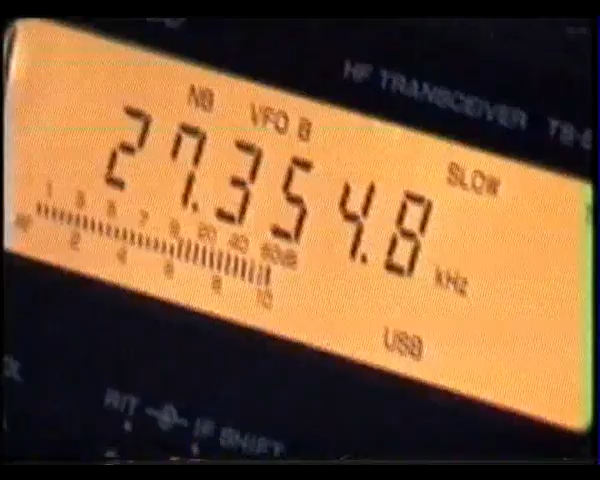 HF TRANSCEIVER TS-
NB VFO B SLOW
27.354.8 kHz
1 3 5 7 9 20 40 60dB
2 4 6 8 10
USB
RIT IF SHIFT